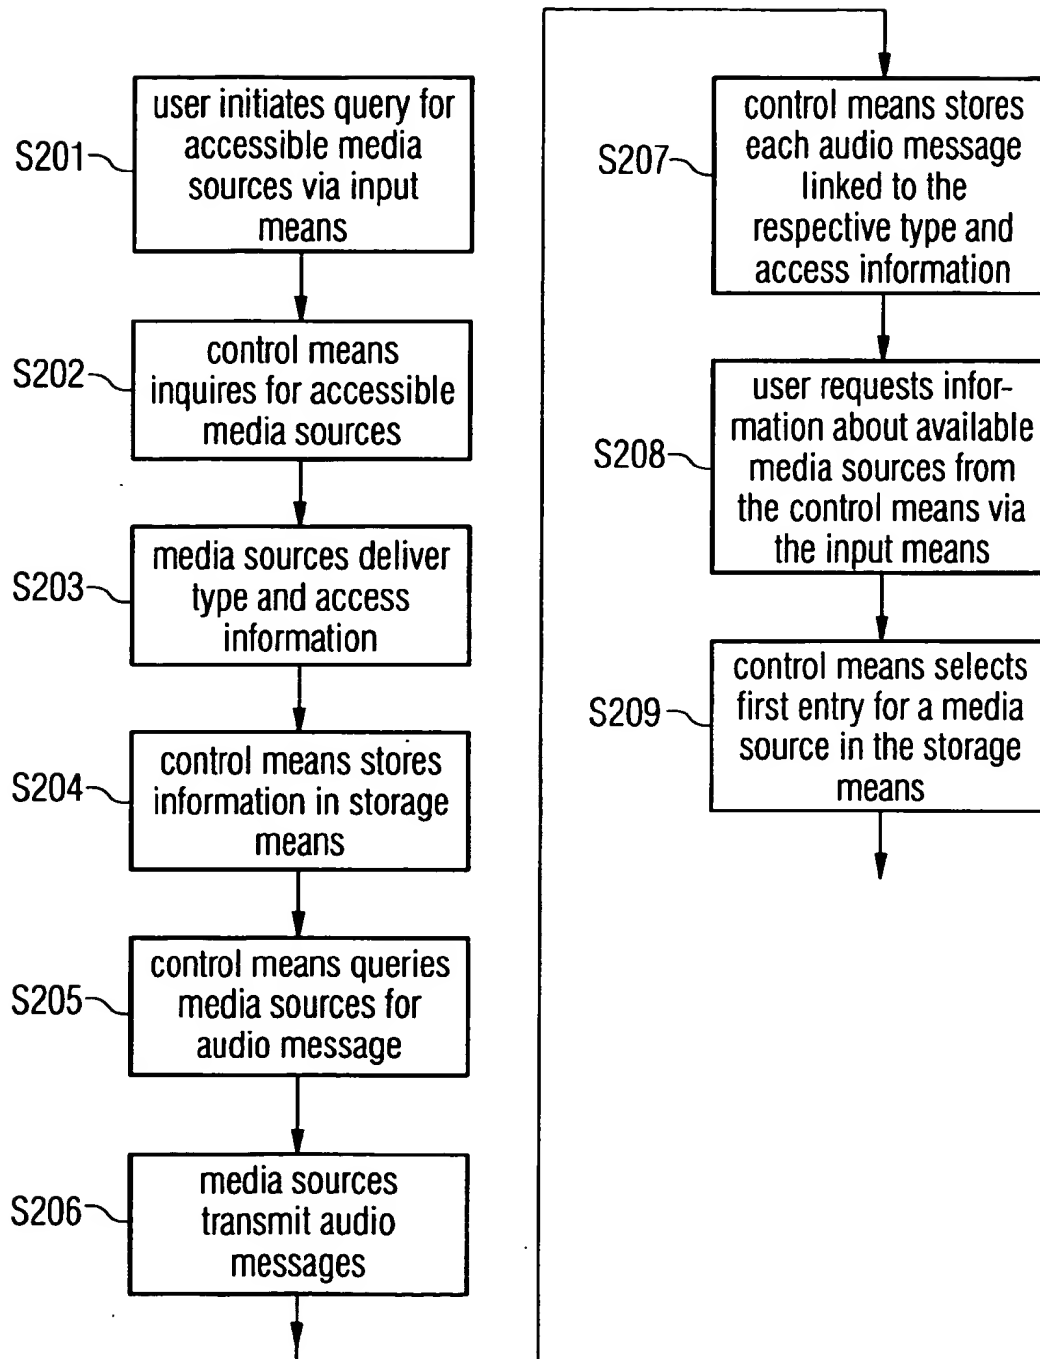 S201
user initiates query for
accessible media
sources via input
means
S202
control means
inquires for accessible
media sources
S203
media sources deliver
type and access
information
S204
control means stores
information in storage
means
S205
control means queries
media sources for
audio message
S206
media sources
transmit audio
messages
S207
control means stores
each audio message
linked to the
respective type and
access information
S208
user requests infor-
mation about available
media sources from
the control means via
the input means
S209
control means selects
first entry for a media
source in the storage
means